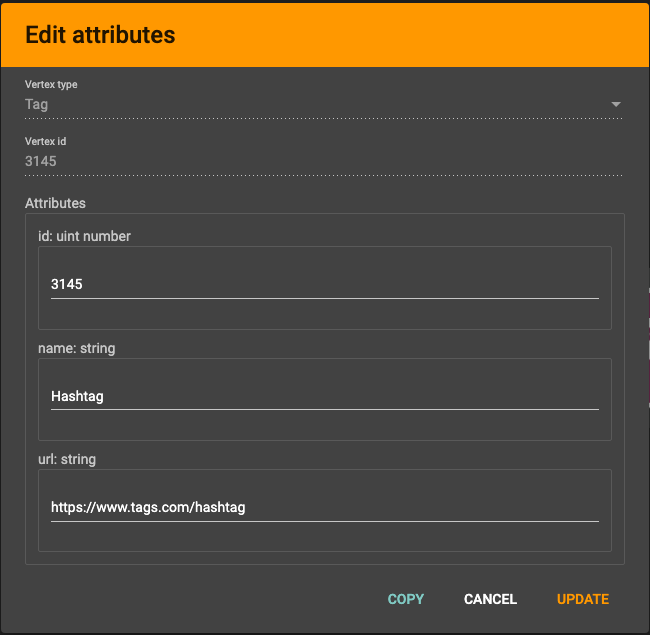 Edit attributes
Vertex type
Tag
Vertex id
3145
Attributes
id: uint number
3145
name: string
Hashtag
url: string
https://www.tags.com/hashtag
COPY CANCEL UPDATE